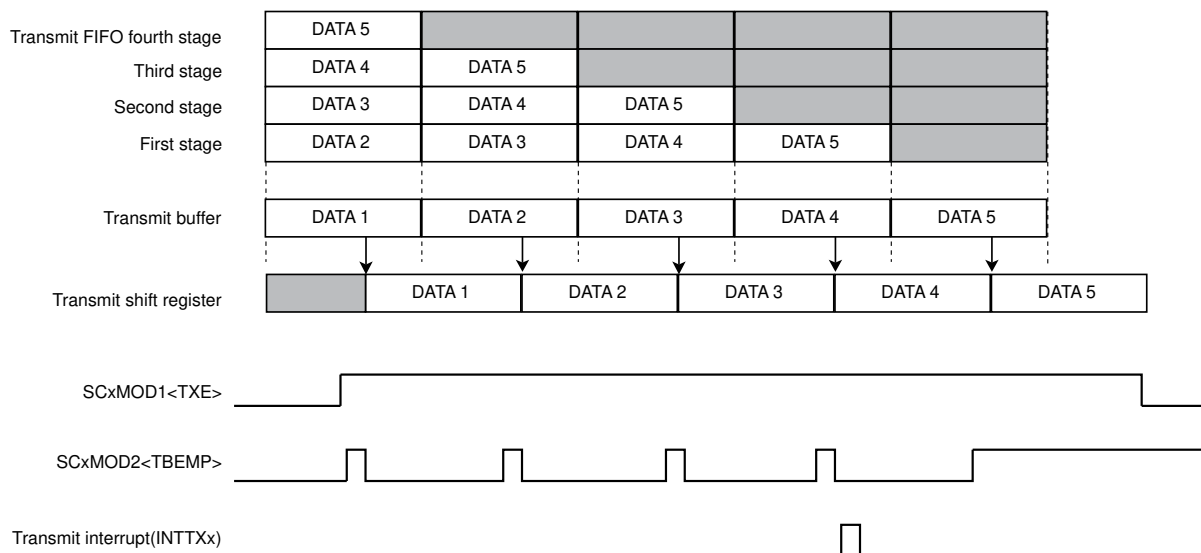 Transmit FIFO fourth stage DATA 5
Third stage DATA 4 DATA 5
Second stage DATA 3 DATA 4 DATA 5
First stage DATA 2 DATA 3 DATA 4 DATA 5
Transmit buffer DATA 1 DATA 2 DATA 3 DATA 4 DATA 5
Transmit shift register DATA 1 DATA 2 DATA 3 DATA 4 DATA 5
SCxMOD1<TXE>
SCxMOD2<TBEMP>
Transmit interrupt(INTTXx)